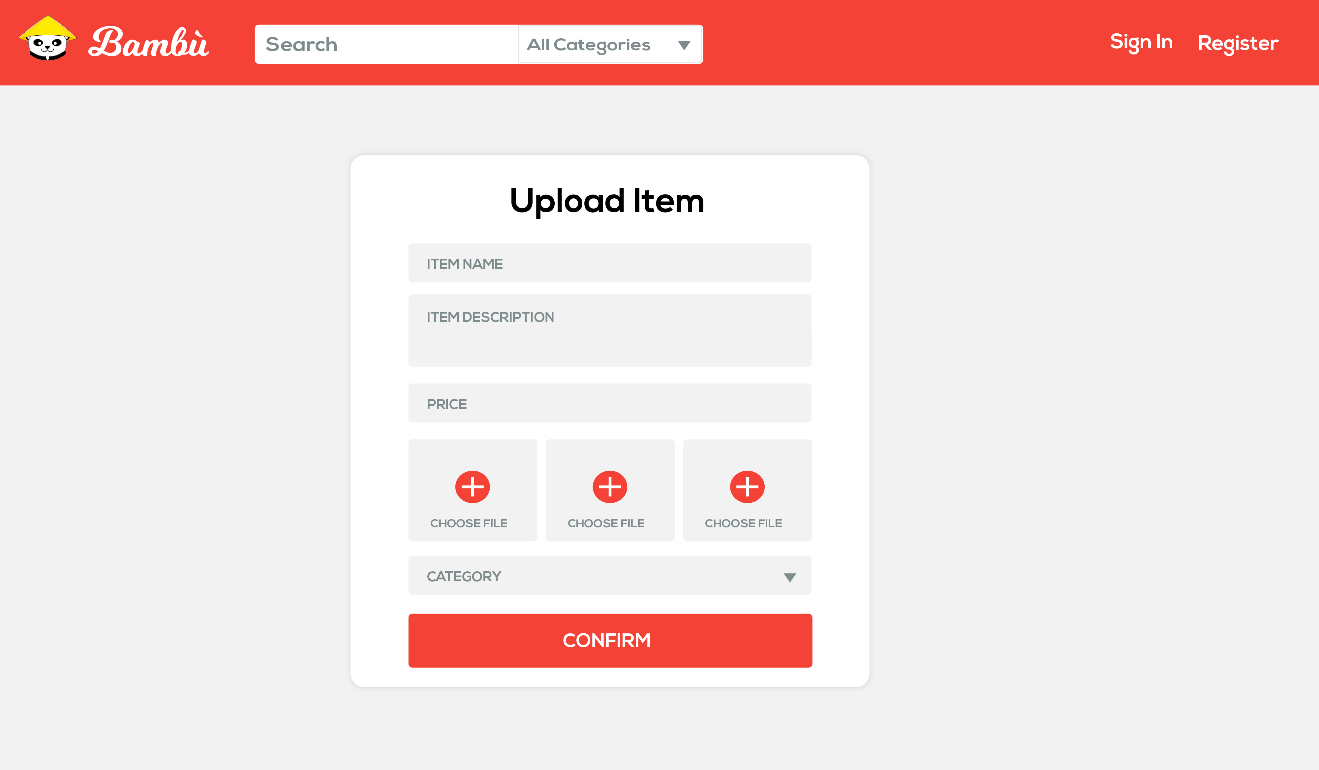 Bambù
Search
All Categories
Sign In
Register
Upload Item
ITEM NAME
ITEM DESCRIPTION
PRICE
CHOOSE FILE
CHOOSE FILE
CHOOSE FILE
CATEGORY
CONFIRM